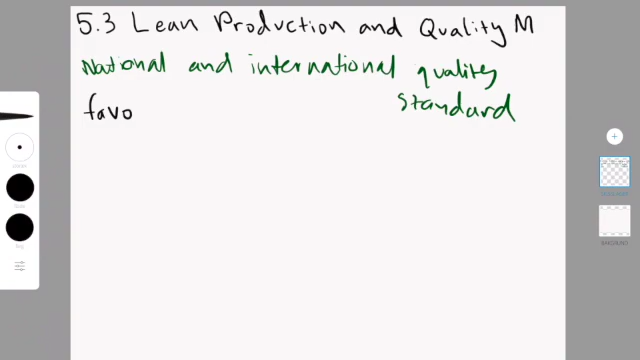 5.3 Lean Production and Quality M
National and international quality
standard
favo